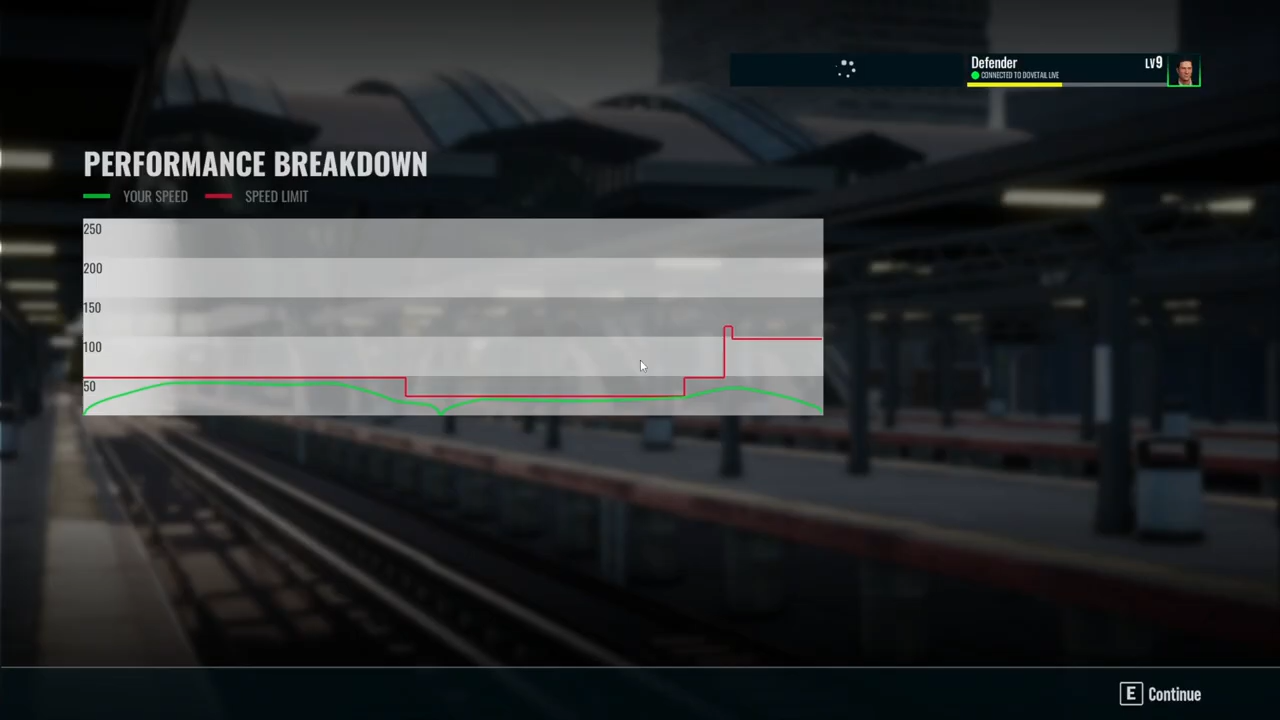 Defender
LV9
CONNECTED TO DOVETAIL LIVE
PERFORMANCE BREAKDOWN
YOUR SPEED
SPEED LIMIT
250
200
150
100
50
E Continue